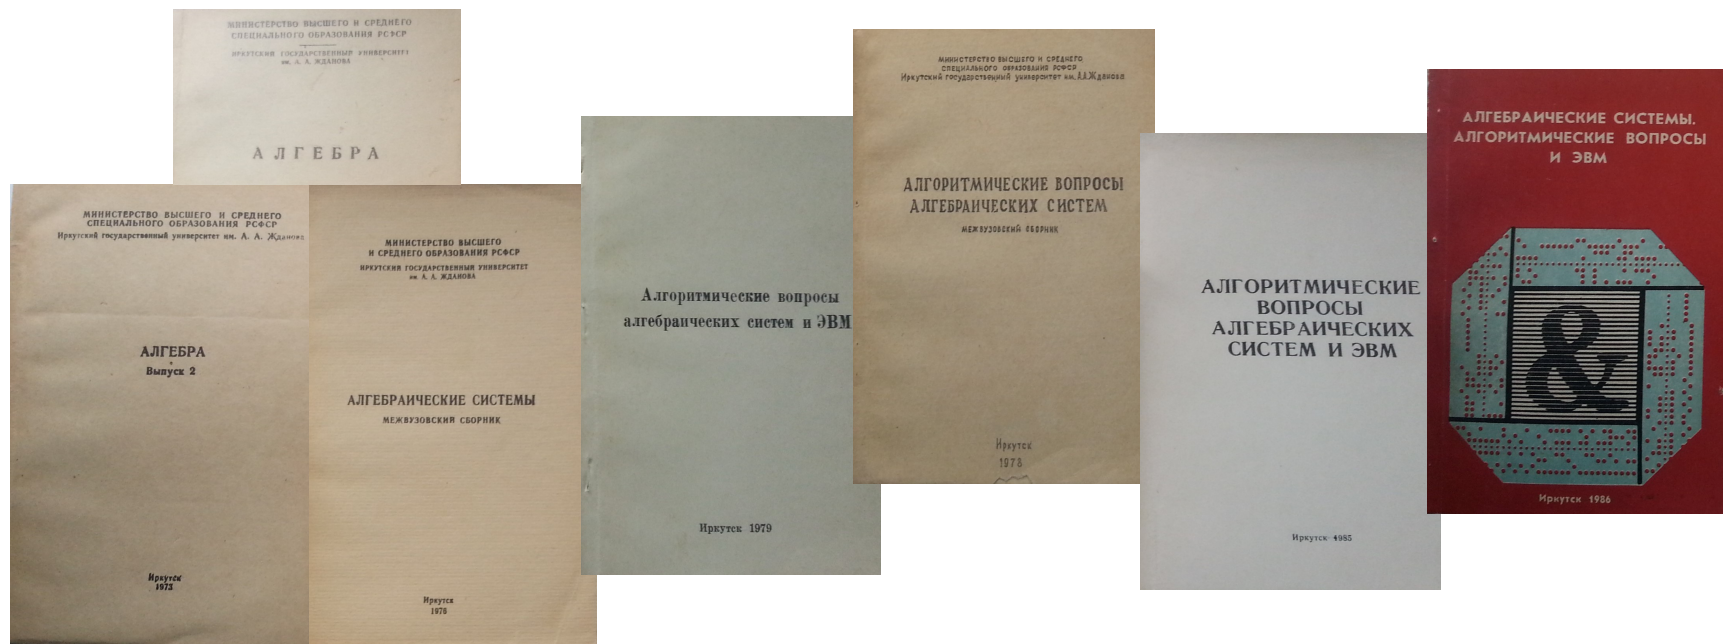 МИНИСТЕРСТВО ВЫСШЕГО И СРЕДНЕГО
СПЕЦИАЛЬНОГО ОБРАЗОВАНИЯ РСФСР
ИРКУТСКИЙ ГОСУДАРСТВЕННЫЙ УНИВЕРСИТЕТ
им. А. А. ЖДАНОВА
АЛГЕБРА
МИНИСТЕРСТВО ВЫСШЕГО И СРЕДНЕГО
СПЕЦИАЛЬНОГО ОБРАЗОВАНИЯ РСФСР
Иркутский государственный университет им. А. А. Жданова
АЛГЕБРА
Выпуск 2
Иркутск
1973
МИНИСТЕРСТВО ВЫСШЕГО
И СРЕДНЕГО ОБРАЗОВАНИЯ РСФСР
ИРКУТСКИЙ ГОСУДАРСТВЕННЫЙ УНИВЕРСИТЕТ
им. А. А. ЖДАНОВА
АЛГЕБРАИЧЕСКИЕ СИСТЕМЫ
МЕЖВУЗОВСКИЙ СБОРНИК
Иркутск
1976
Алгоритмические вопросы
алгебраических систем и ЭВМ
Иркутск 1979
МИНИСТЕРСТВО ВЫСШЕГО И СРЕДНЕГО
СПЕЦИАЛЬНОГО ОБРАЗОВАНИЯ РСФСР
Иркутский государственный университет им. А.А.Жданова
АЛГОРИТМИЧЕСКИЕ ВОПРОСЫ
АЛГЕБРАИЧЕСКИХ СИСТЕМ
МЕЖВУЗОВСКИЙ СБОРНИК
Иркутск
1978
АЛГОРИТМИЧЕСКИЕ
ВОПРОСЫ
АЛГЕБРАИЧЕСКИХ
СИСТЕМ И ЭВМ
Иркутск 1985
АЛГЕБРАИЧЕСКИЕ СИСТЕМЫ.
АЛГОРИТМИЧЕСКИЕ ВОПРОСЫ
И ЭВМ
&
Иркутск 1986